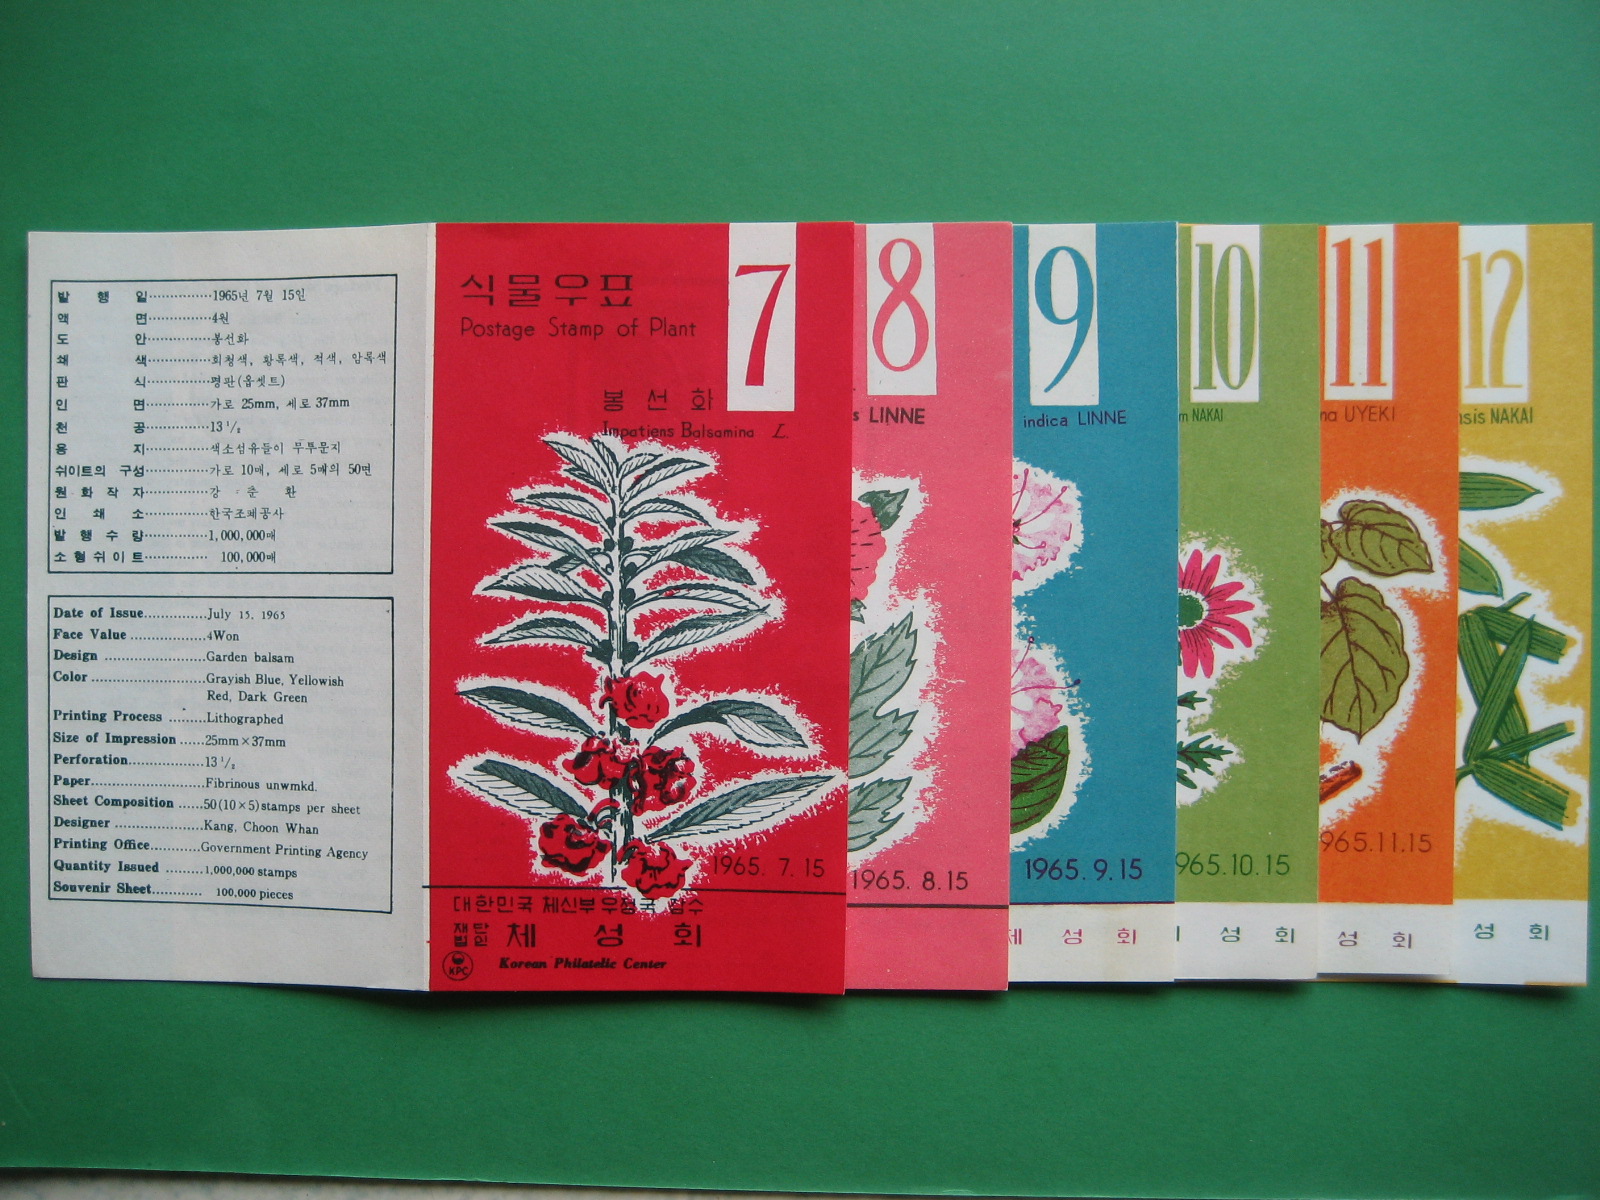 발 행 일··············1965년 7월 15인
액 면··············4원
도 안··············봉선화
쇄 색··············회청색, 황록색, 적색, 암록색
판 식··············평판(옵셋트)
인 면··············가로 25mm, 세로 37mm
천 공··············13 1/2
용 지··············색소섬유들이 무투문지
쉬이트의 구성··············가로 10매, 세로 5매의 50면
원 화 작 자··············강 춘 환
인 쇄 소··············한국조폐공사
발 행 수 량··············1,000,000매
소 형 쉬 이 트·············· 100,000매
Date of Issue............July 15. 1965
Face Value ..............4Won
Design ...................Garden balsam
Color ....................Grayish Blue, Yellowish
Red, Dark Green
Printing Process .......Lithographed
Size of Impression .....25mm×37mm
Perforation..............13 1/2
Paper....................Fibrinous unwmkd.
Sheet Composition .....50(10×5)stamps per sheet
Designer ................Kang, Choon Whan
Printing Office..........Government Printing Agency
Quantity Issued ........1,000,000 stamps
Souvenir Sheet.......... 100,000 pieces
식물우표
Postage Stamp of Plant
7
봉 선 화
Impatiens Balsamina L.
1965. 7. 15
대한민국 체신부우정국 감수
재단법인 체 성 회
KPC
Korean Philatelic Center
8
s LINNE
1965. 8.15
9
indica LINNE
1965. 9.15
체 성 회
10
m NAKAI
965.10.15
성 회
11
na UYEKI
965.11.15
성 회
12
nsis NAKAI
성 회